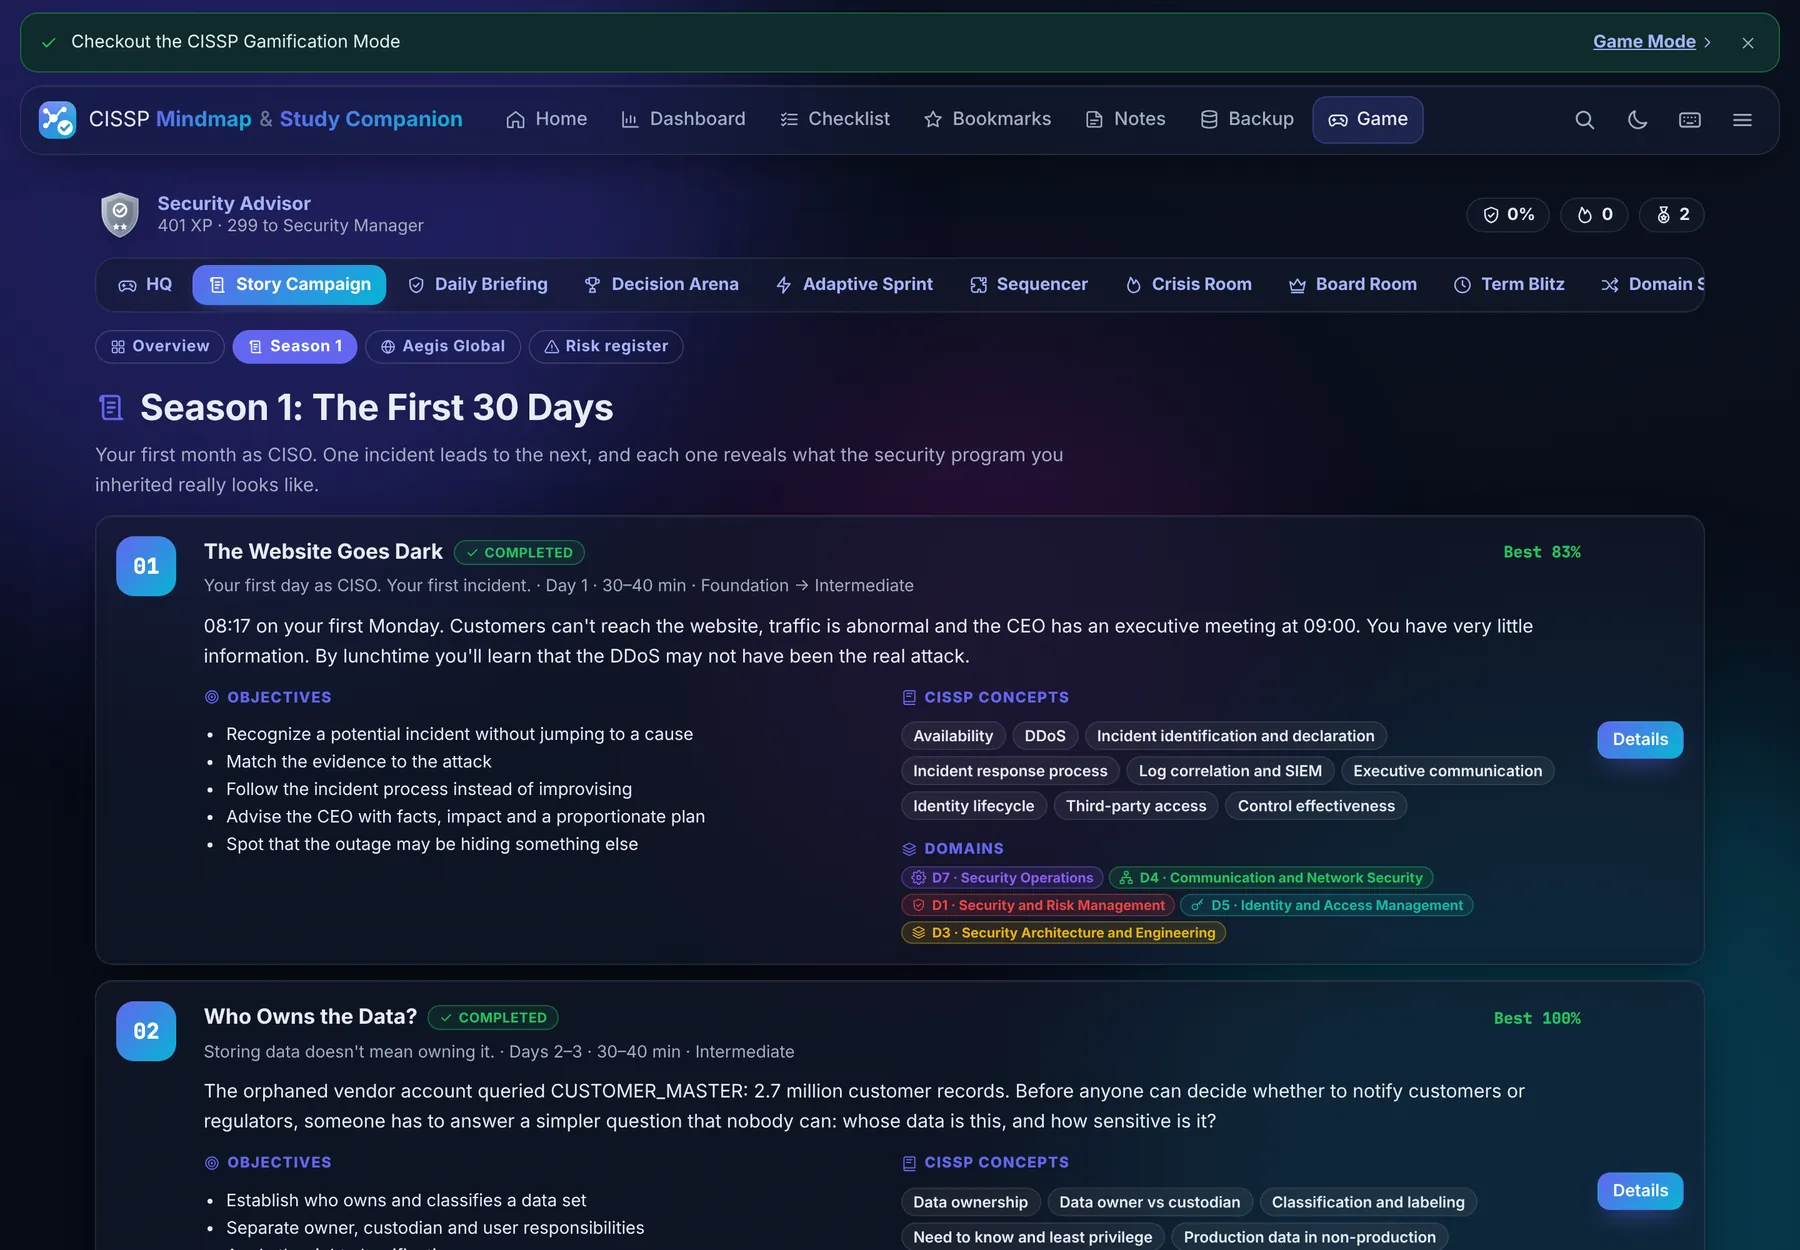 Checkout the CISSP Gamification Mode
Game Mode
CISSP Mindmap & Study Companion
Home
Dashboard
Checklist
Bookmarks
Notes
Backup
Game
Security Advisor
401 XP · 299 to Security Manager
0%
0
2
HQ
Story Campaign
Daily Briefing
Decision Arena
Adaptive Sprint
Sequencer
Crisis Room
Board Room
Term Blitz
Domain
Overview
Season 1
Aegis Global
Risk register
Season 1: The First 30 Days
Your first month as CISO. One incident leads to the next, and each one reveals what the security program you
inherited really looks like.
01
The Website Goes Dark
COMPLETED
Best 83%
Your first day as CISO. Your first incident. · Day 1 · 30–40 min · Foundation → Intermediate
08:17 on your first Monday. Customers can't reach the website, traffic is abnormal and the CEO has an executive meeting at 09:00. You have very little
information. By lunchtime you'll learn that the DDoS may not have been the real attack.
OBJECTIVES
• Recognize a potential incident without jumping to a cause
• Match the evidence to the attack
• Follow the incident process instead of improvising
• Advise the CEO with facts, impact and a proportionate plan
• Spot that the outage may be hiding something else
CISSP CONCEPTS
Availability
DDoS
Incident identification and declaration
Incident response process
Log correlation and SIEM
Executive communication
Identity lifecycle
Third-party access
Control effectiveness
DOMAINS
D7 · Security Operations
D4 · Communication and Network Security
D1 · Security and Risk Management
D5 · Identity and Access Management
D3 · Security Architecture and Engineering
Details
02
Who Owns the Data?
COMPLETED
Best 100%
Storing data doesn't mean owning it. · Days 2–3 · 30–40 min · Intermediate
The orphaned vendor account queried CUSTOMER_MASTER: 2.7 million customer records. Before anyone can decide whether to notify customers or
regulators, someone has to answer a simpler question that nobody can: whose data is this, and how sensitive is it?
OBJECTIVES
• Establish who owns and classifies a data set
• Separate owner, custodian and user responsibilities
CISSP CONCEPTS
Data ownership
Data owner vs custodian
Classification and labeling
Need to know and least privilege
Production data in non-production
Details